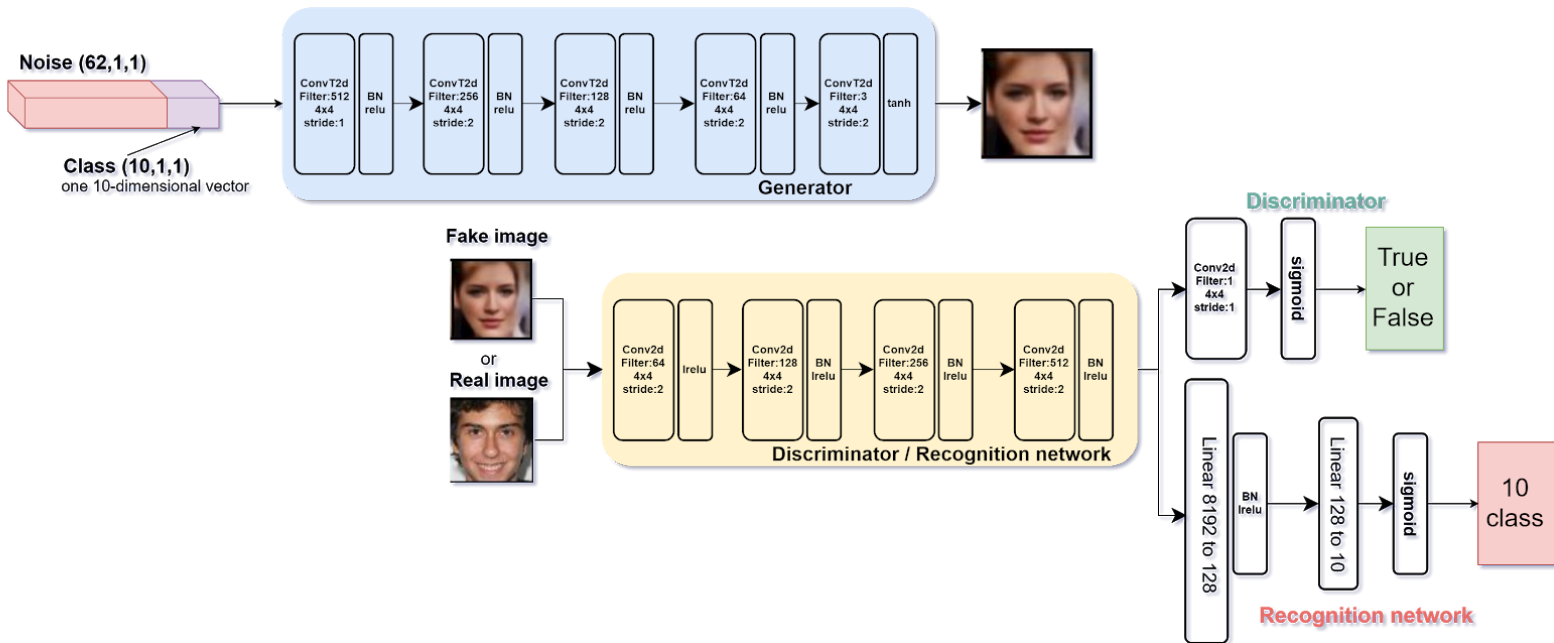 Noise (62,1,1)
Class (10,1,1)
one 10-dimensional vector
ConvT2d
Filter:512
4x4
stride:1
BN
relu
ConvT2d
Filter:256
4x4
stride:2
BN
relu
ConvT2d
Filter:128
4x4
stride:2
BN
relu
ConvT2d
Filter:64
4x4
stride:2
BN
relu
ConvT2d
Filter:3
4x4
stride:2
tanh
Generator
Fake image
or
Real image
Conv2d
Filter:64
4x4
stride:2
lrelu
Conv2d
Filter:128
4x4
stride:2
BN
lrelu
Conv2d
Filter:256
4x4
stride:2
BN
lrelu
Conv2d
Filter:512
4x4
stride:2
BN
lrelu
Discriminator / Recognition network
Discriminator
Conv2d
Filter:1
4x4
stride:1
sigmoid
True
or
False
Linear 8192 to 128
BN
lrelu
Linear 128 to 10
sigmoid
10
class
Recognition network